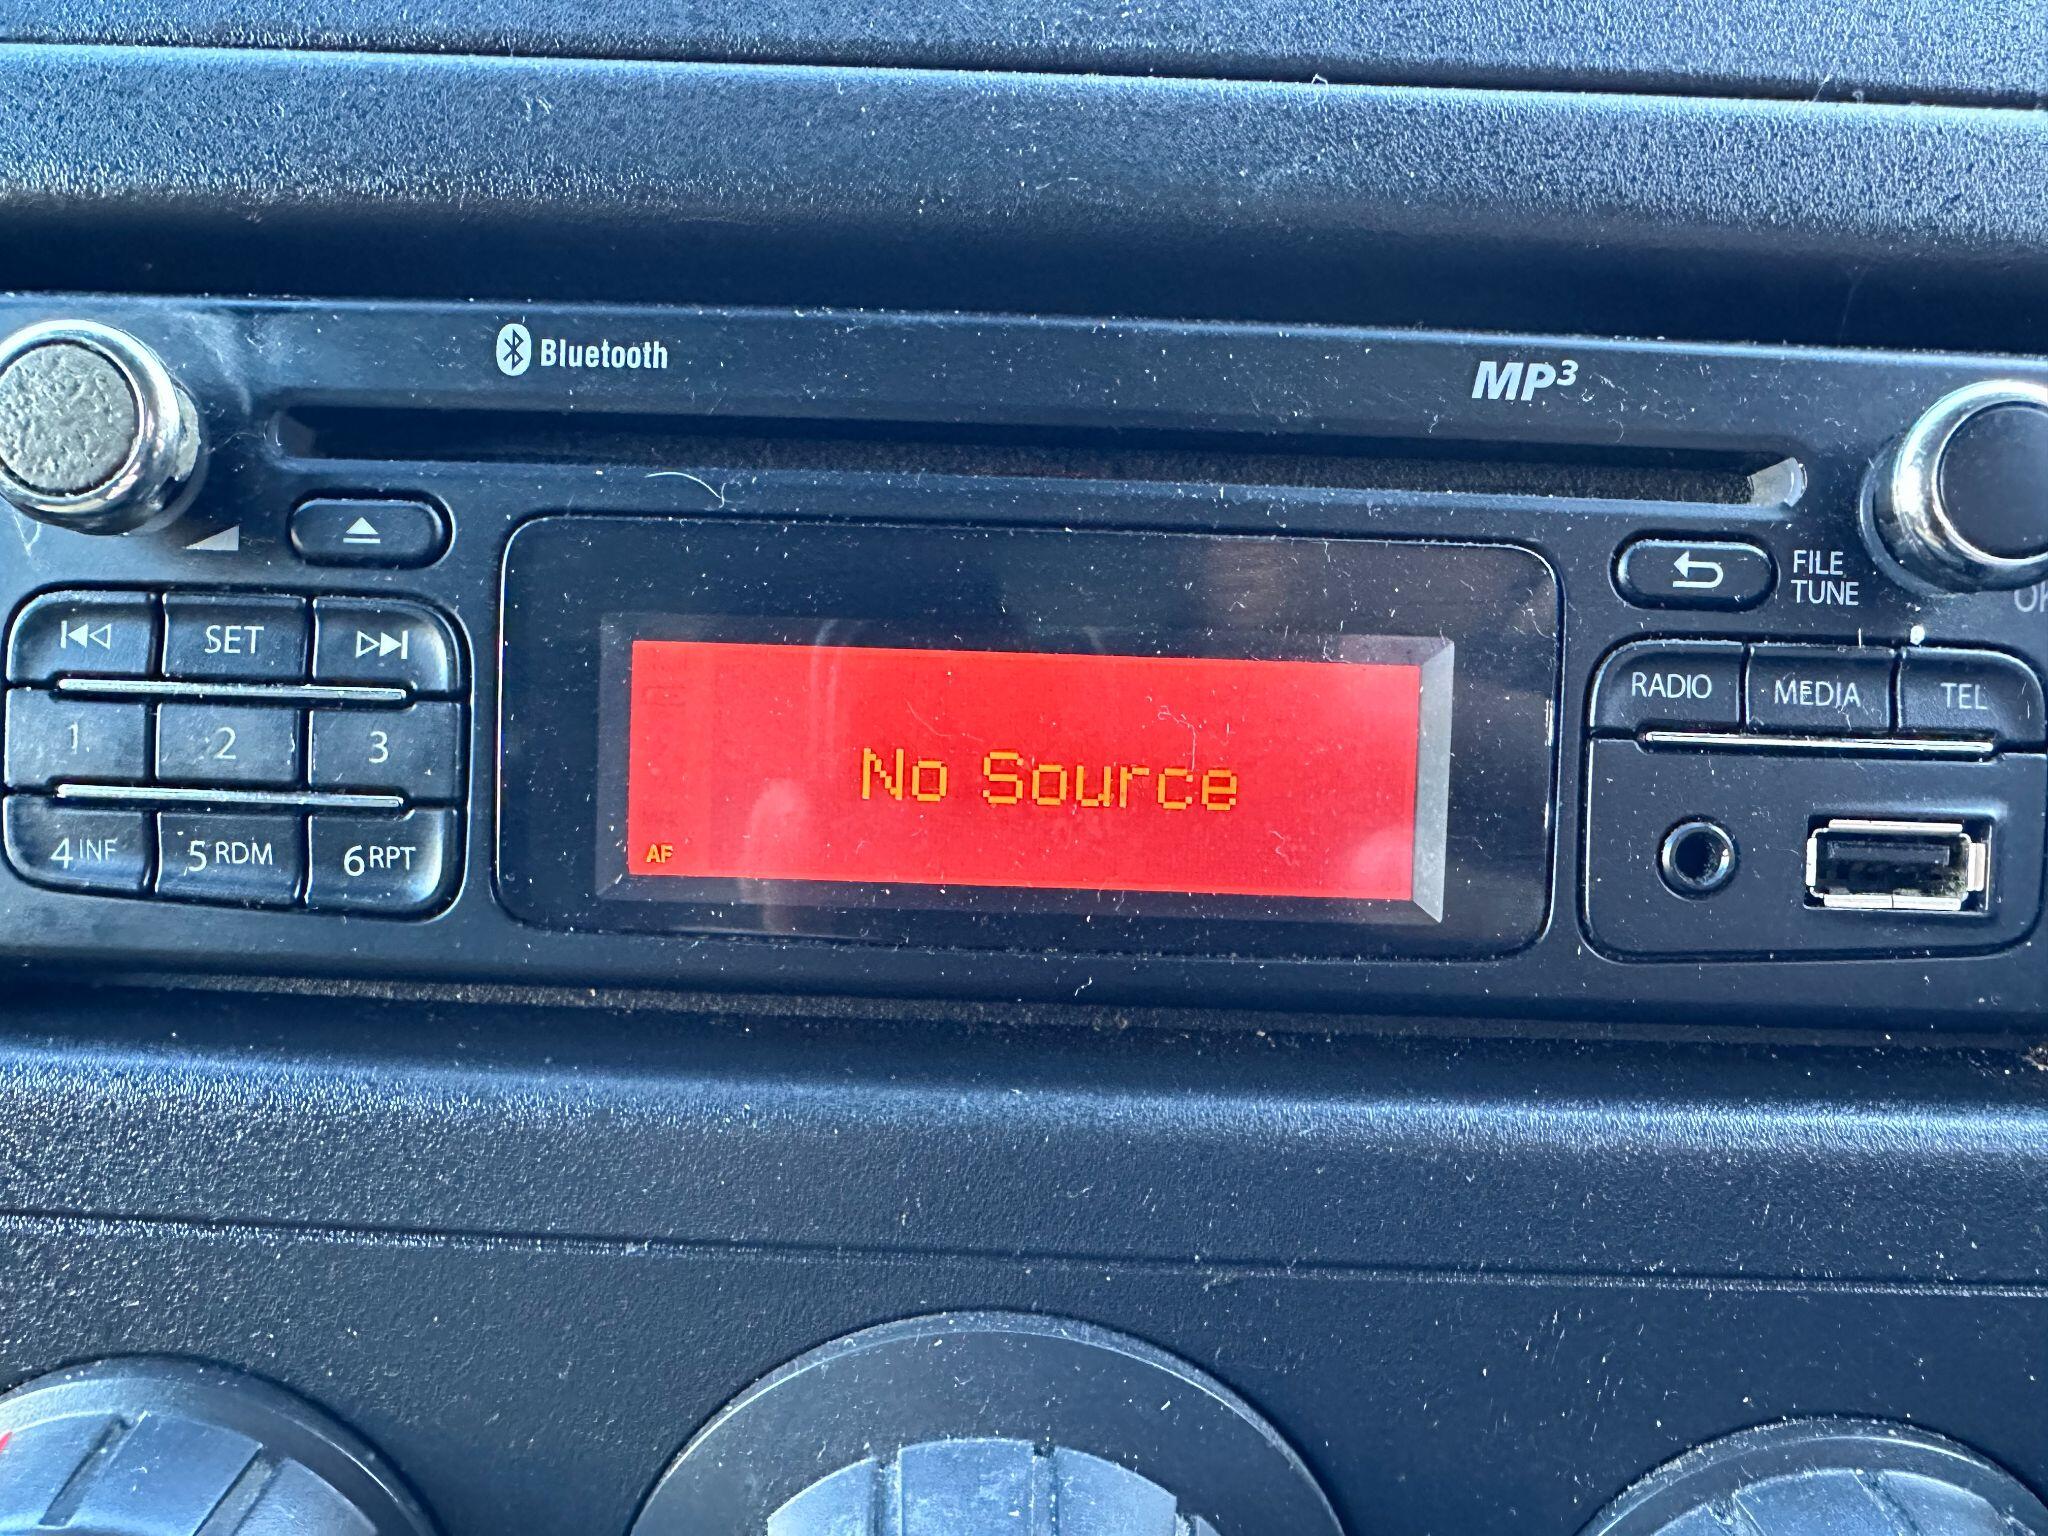 Bluetooth
MP3
FILE
TUNE
OK
SET
RADIO
MEDIA
TEL
1
2
3
No Source
AF
4 INF
5 RDM
6 RPT